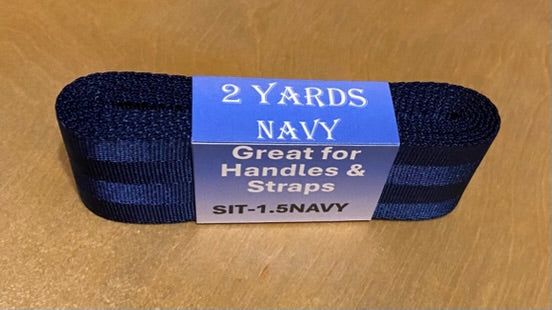 2 YARDS
NAVY
Great for
Handles &
Straps
SIT-1.5NAVY